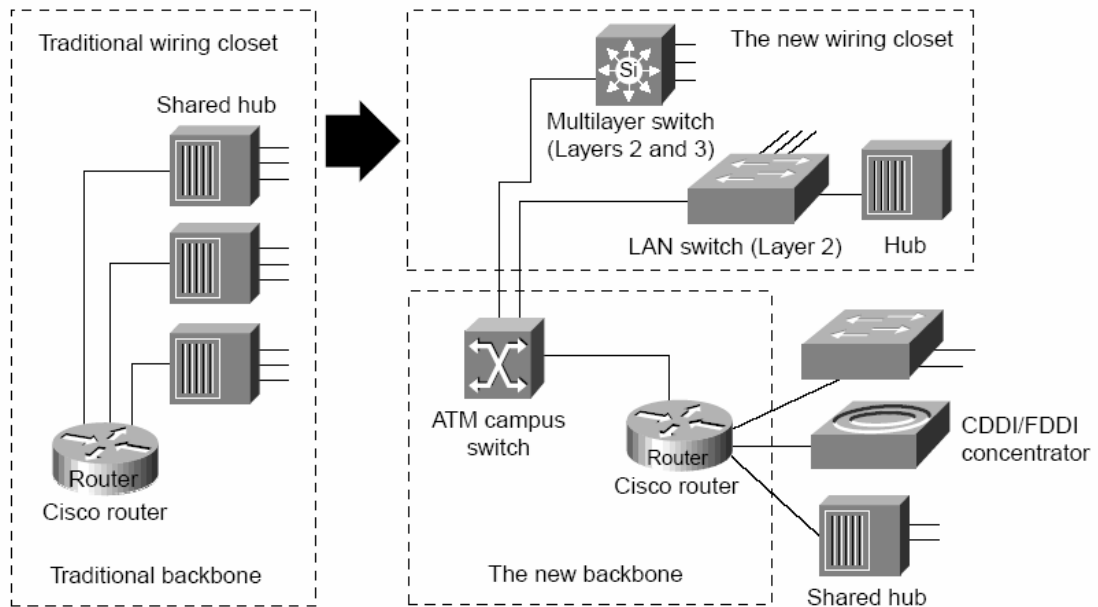 Traditional wiring closet
Shared hub
Router
Cisco router
Traditional backbone
The new wiring closet
Si
Multilayer switch
(Layers 2 and 3)
LAN switch (Layer 2)
Hub
ATM campus
switch
Router
Cisco router
The new backbone
CDDI/FDDI
concentrator
Shared hub